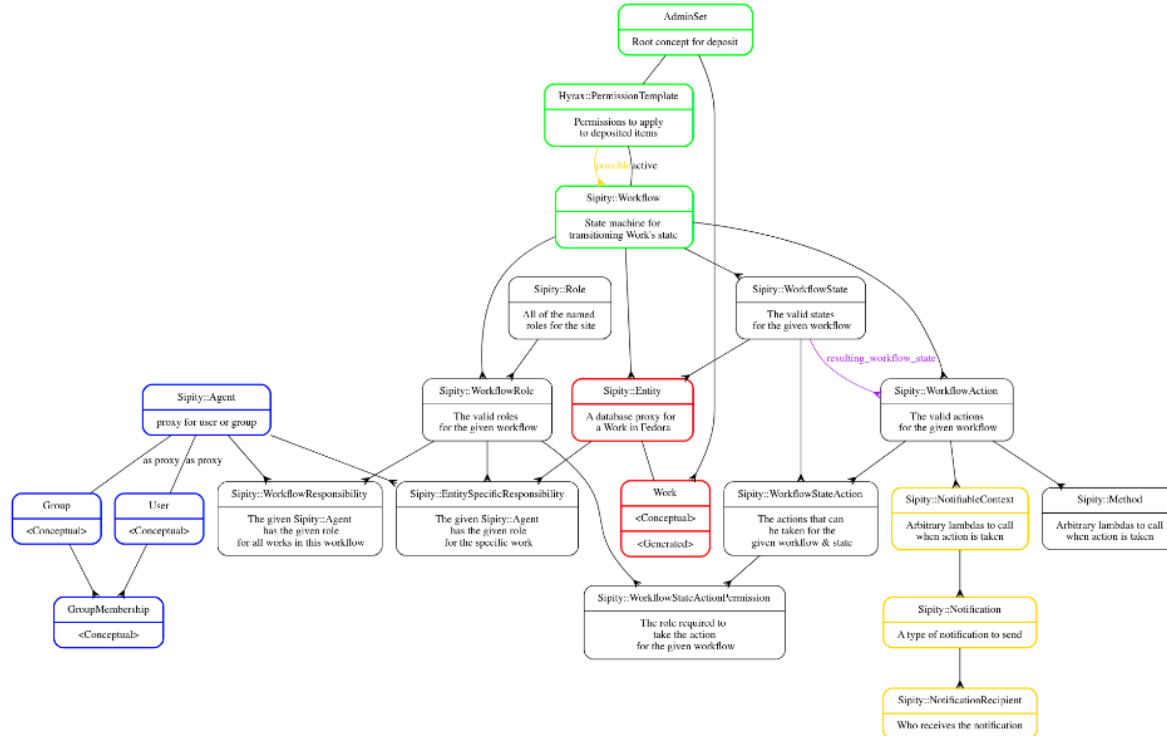 AdminSet
Root concept for deposit
Hyrax::PermissionTemplate
Permissions to apply
to deposited items
possible
active
Sipity::Workflow
State machine for
transitioning Work's state
Sipity::Role
All of the named
roles for the site
Sipity::WorkflowState
The valid states
for the given workflow
resulting_workflow_state
Sipity::Agent
proxy for user or group
Sipity::WorkflowRole
The valid roles
for the given workflow
Sipity::Entity
A database proxy for
a Work in Fedora
Sipity::WorkflowAction
The valid actions
for the given workflow
as proxy
as proxy
Group
<Conceptual>
User
<Conceptual>
Sipity::WorkflowResponsibility
The given Sipity::Agent
has the given role
for all works in this workflow
Sipity::EntitySpecificResponsibility
The given Sipity::Agent
has the given role
for the specific work
Work
<Conceptual>
<Generated>
Sipity::WorkflowStateAction
The actions that can
be taken for the
given workflow & state
Sipity::NotifiableContext
Arbitrary lambdas to call
when action is taken
Sipity::Method
Arbitrary lambdas to call
when action is taken
GroupMembership
<Conceptual>
Sipity::WorkflowStateActionPermission
The role required to
take the action
for the given workflow
Sipity::Notification
A type of notification to send
Sipity::NotificationRecipient
Who receives the notification